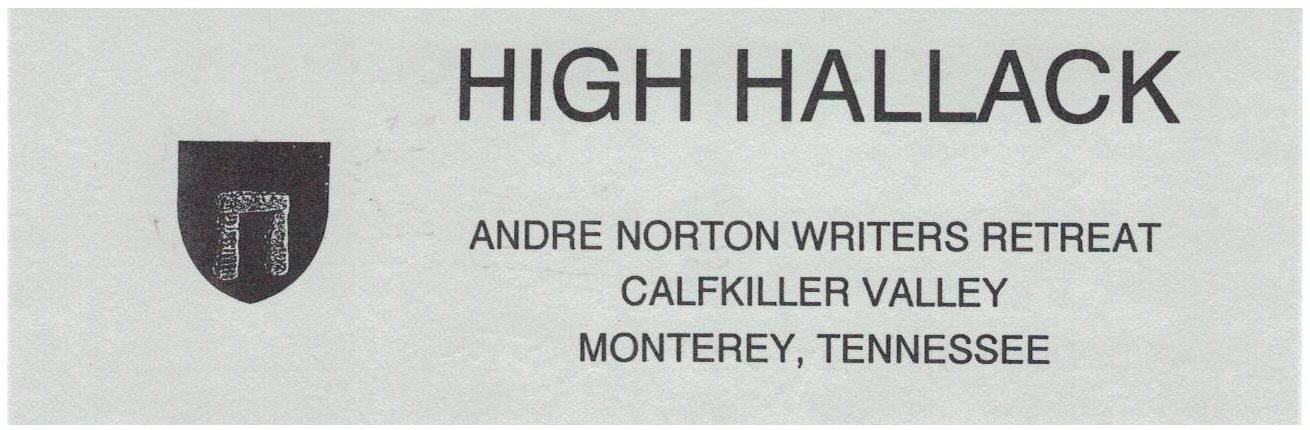 HIGH HALLACK
ANDRE NORTON WRITERS RETREAT
CALFKILLER VALLEY
MONTEREY, TENNESSEE